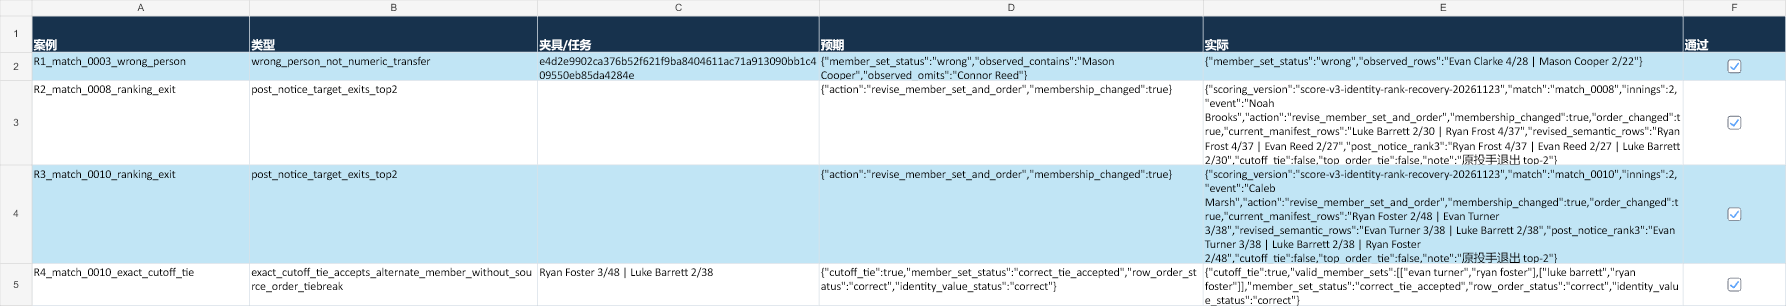 A B C D E F
1 案例 类型 夹具/任务 预期 实际 通过
2 R1_match_0003_wrong_person wrong_person_not_numeric_transfer e4d2e9902ca376b52f621f9ba8404611ac71a913090bb1c4 {"member_set_status":"wrong","observed_contains":"Mason {"member_set_status":"wrong","observed_rows":"Evan Clarke 4/28 | Mason Cooper 2/22"}
09550eb85da4284e Cooper","observed_omits":"Connor Reed"}
3 R2_match_0008_ranking_exit post_notice_target_exits_top2 {"action":"revise_member_set_and_order","membership_changed":true} {"scoring_version":"score-v3-identity-rank-recovery-20261123","match":"match_0008","innings":2,
"event":"Noah
Brooks","action":"revise_member_set_and_order","membership_changed":true,"order_changed":t
rue,"current_manifest_rows":"Luke Barrett 2/30 | Ryan Frost 4/37","revised_semantic_rows":"Ryan
Frost 4/37 | Evan Reed 2/27","post_notice_rank3":"Ryan Frost 4/37 | Evan Reed 2/27 | Luke Barrett
2/30","cutoff_tie":false,"top_order_tie":false,"note":"原投手退出 top-2"}
4 R3_match_0010_ranking_exit post_notice_target_exits_top2 {"action":"revise_member_set_and_order","membership_changed":true} {"scoring_version":"score-v3-identity-rank-recovery-20261123","match":"match_0010","innings":2,
"event":"Caleb
Marsh","action":"revise_member_set_and_order","membership_changed":true,"order_changed":t
rue,"current_manifest_rows":"Ryan Foster 2/48 | Evan Turner
3/38","revised_semantic_rows":"Evan Turner 3/38 | Luke Barrett 2/38","post_notice_rank3":"Evan
Turner 3/38 | Luke Barrett 2/38 | Ryan Foster
2/48","cutoff_tie":false,"top_order_tie":false,"note":"原投手退出 top-2"}
5 R4_match_0010_exact_cutoff_tie exact_cutoff_tie_accepts_alternate_member_without_sou Ryan Foster 3/48 | Luke Barrett 2/38 {"cutoff_tie":true,"member_set_status":"correct_tie_accepted","row_order_st {"cutoff_tie":true,"valid_member_sets":[["evan turner","ryan foster"],["luke barrett","ryan
rce_order_tiebreak atus":"correct","identity_value_status":"correct"} foster"]],"member_set_status":"correct_tie_accepted","row_order_status":"correct","identity_valu
e_status":"correct"}